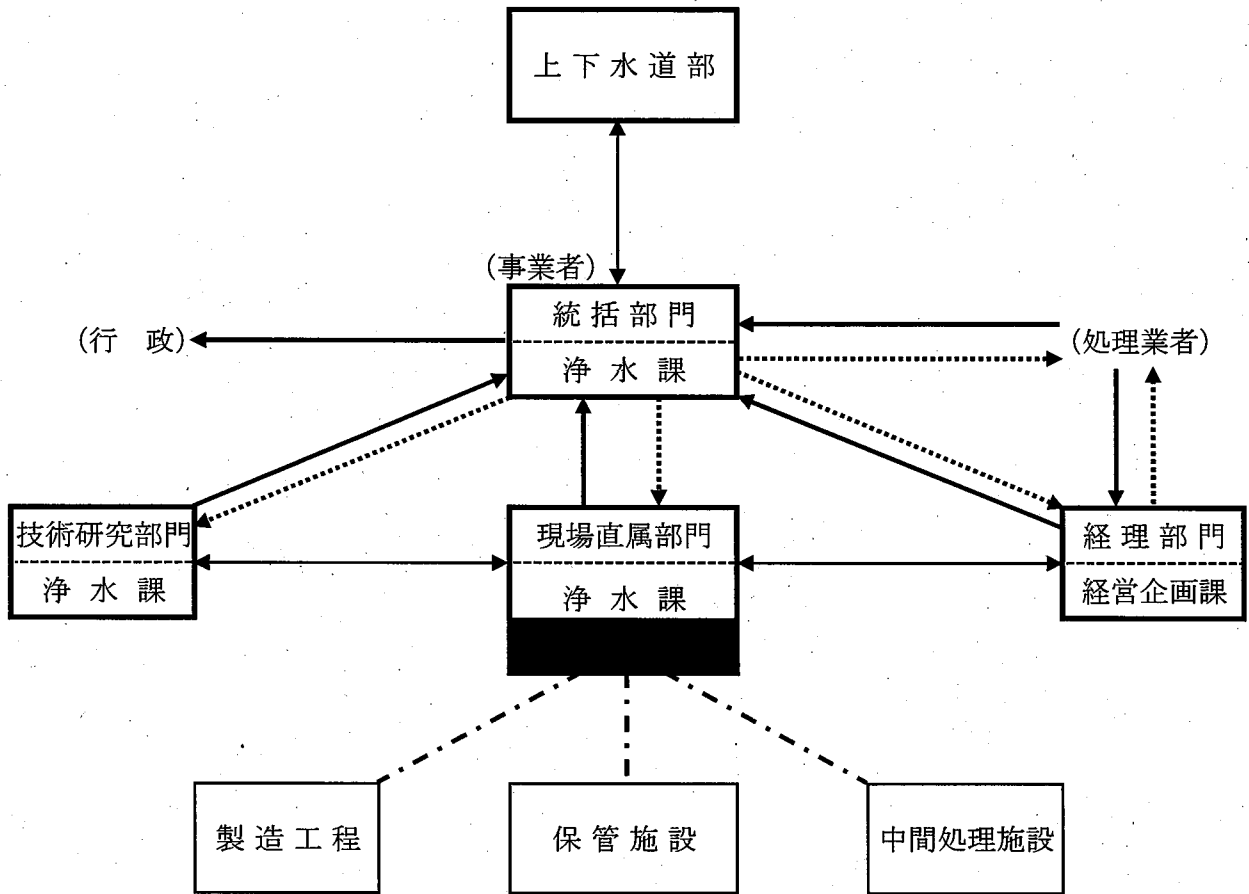 上下水道部
(事業者)
統括部門
浄水課
(行 政)
(処理業者)
技術研究部門
浄水課
現場直属部門
浄水課
経理部門
経営企画課
製造工程
保管施設
中間処理施設